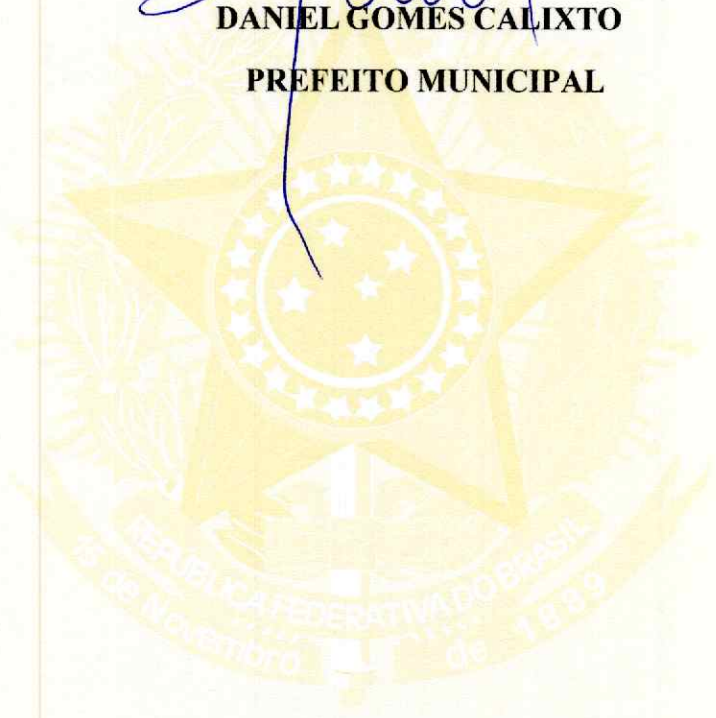 DANIEL GOMES CALIXTO
PREFEITO MUNICIPAL
REPÚBLICA FEDERATIVA DO BRASIL
15 de Novembro de 1889